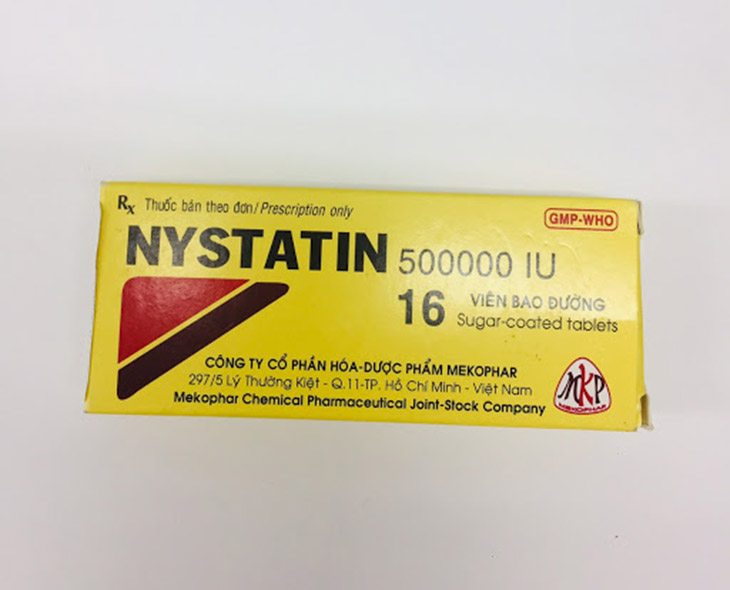 Rx Thuốc bán theo đơn/Prescription only
GMP-WHO
NYSTATIN 500000 IU
16 VIÊN BAO ĐƯỜNG
Sugar-coated tablets
CÔNG TY CỔ PHẦN HÓA-DƯỢC PHẨM MEKOPHAR
297/5 Lý Thường Kiệt - Q.11-TP. Hồ Chí Minh - Việt Nam
Mekophar Chemical Pharmaceutical Joint-Stock Company
MKP
MEKOPHAR